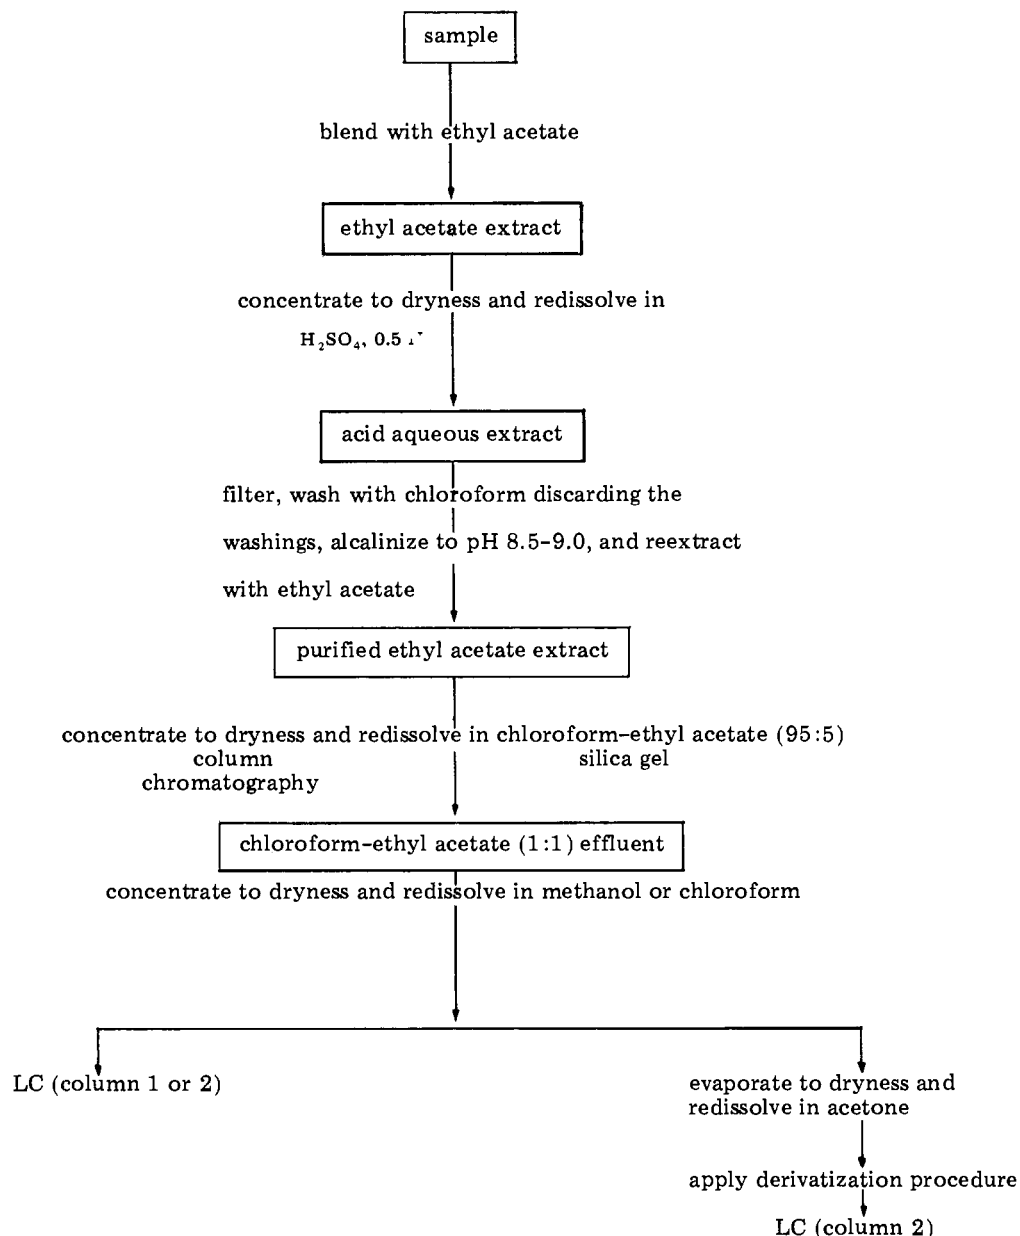 sample
blend with ethyl acetate
ethyl acetate extract
concentrate to dryness and redissolve in
H₂SO₄, 0.5
acid aqueous extract
filter, wash with chloroform discarding the
washings, alcalinize to pH 8.5-9.0, and reextract
with ethyl acetate
purified ethyl acetate extract
concentrate to dryness and redissolve in chloroform-ethyl acetate (95:5)
column silica gel
chromatography
chloroform-ethyl acetate (1:1) effluent
concentrate to dryness and redissolve in methanol or chloroform
LC (column 1 or 2)
evaporate to dryness and
redissolve in acetone
apply derivatization procedure
LC (column 2)